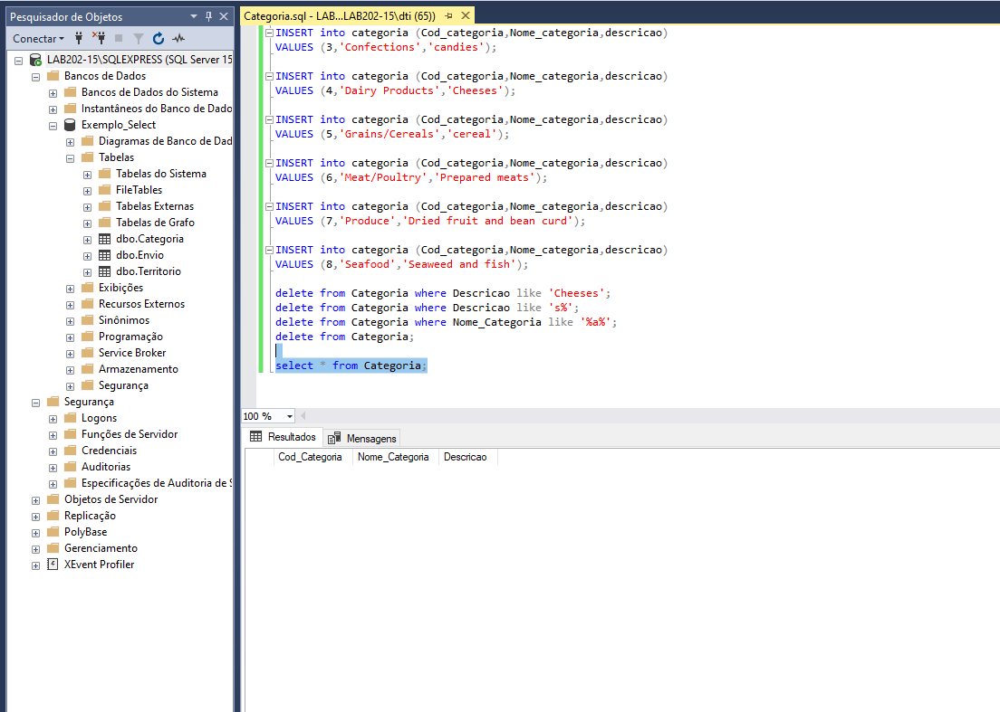 Pesquisador de Objetos
Conectar
LAB202-15\SQLEXPRESS (SQL Server 15
Bancos de Dados
Bancos de Dados do Sistema
Instantâneos do Banco de Dado
Exemplo_Select
Diagramas de Banco de Dad
Tabelas
Tabelas do Sistema
FileTables
Tabelas Externas
Tabelas de Grafo
dbo.Categoria
dbo.Envio
dbo.Territorio
Exibições
Recursos Externos
Sinônimos
Programação
Service Broker
Armazenamento
Segurança
Segurança
Logons
Funções de Servidor
Credenciais
Auditorias
Especificações de Auditoria de S
Objetos de Servidor
Replicação
PolyBase
Gerenciamento
XEvent Profiler
Categoria.sql - LAB...LAB202-15\dti (65))
INSERT into categoria (Cod_categoria,Nome_categoria,descricao)
VALUES (3,'Confections','candies');
INSERT into categoria (Cod_categoria,Nome_categoria,descricao)
VALUES (4,'Dairy Products','Cheeses');
INSERT into categoria (Cod_categoria,Nome_categoria,descricao)
VALUES (5,'Grains/Cereals','cereal');
INSERT into categoria (Cod_categoria,Nome_categoria,descricao)
VALUES (6,'Meat/Poultry','Prepared meats');
INSERT into categoria (Cod_categoria,Nome_categoria,descricao)
VALUES (7,'Produce','Dried fruit and bean curd');
INSERT into categoria (Cod_categoria,Nome_categoria,descricao)
VALUES (8,'Seafood','Seaweed and fish');
delete from Categoria where Descricao like 'Cheeses';
delete from Categoria where Descricao like 's%';
delete from Categoria where Nome_Categoria like '%a%';
delete from Categoria;
select * from Categoria;
100 %
Resultados Mensagens
Cod_Categoria Nome_Categoria Descricao